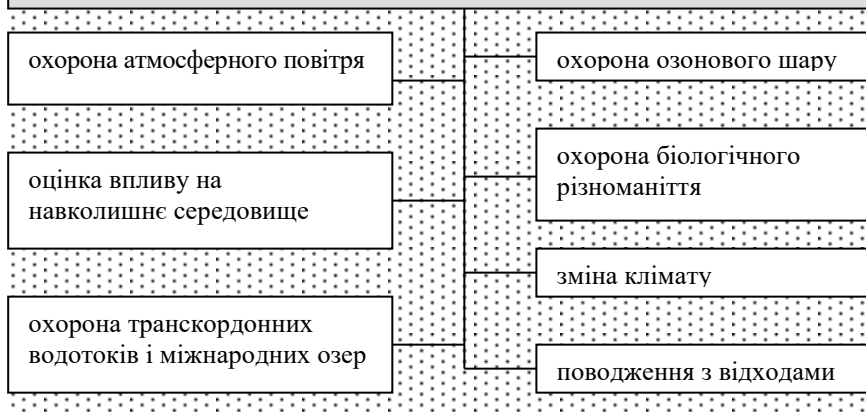 охорона атмосферного повітря
оцінка впливу на
навколишнє середовище
охорона транскордонних
водотоків і міжнародних озер
охорона озонового шару
охорона біологічного
різноманіття
зміна клімату
поводження з відходами